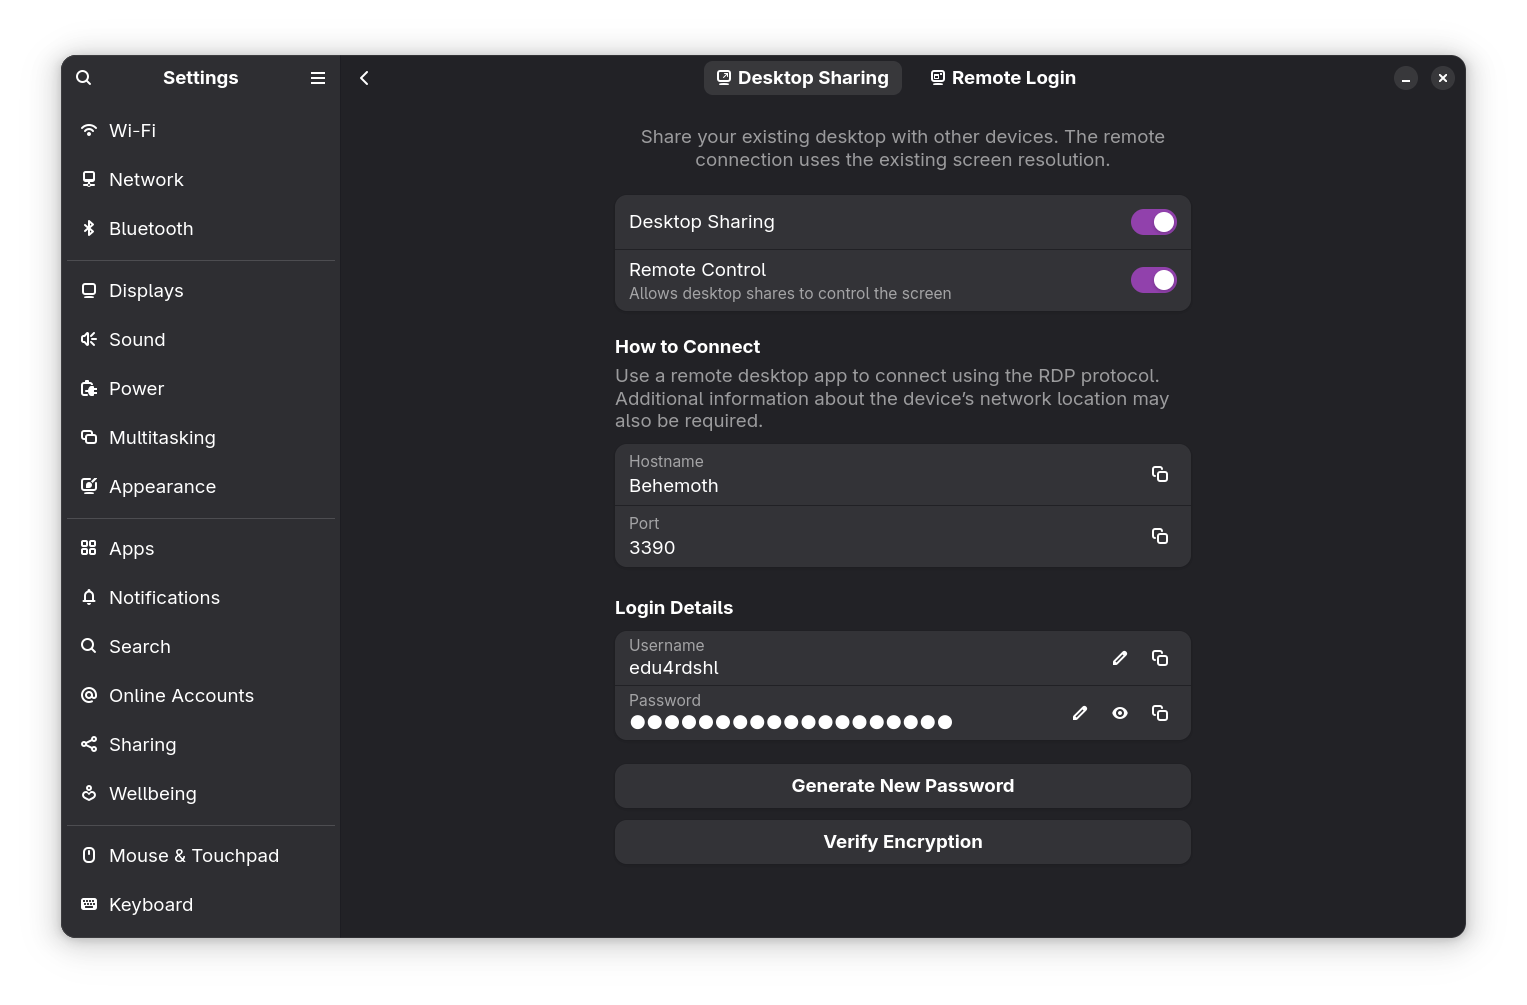 Settings
Wi-Fi
Network
Bluetooth
Displays
Sound
Power
Multitasking
Appearance
Apps
Notifications
Search
Online Accounts
Sharing
Wellbeing
Mouse & Touchpad
Keyboard
Desktop Sharing
Remote Login
Share your existing desktop with other devices. The remote
connection uses the existing screen resolution.
Desktop Sharing
Remote Control
Allows desktop shares to control the screen
How to Connect
Use a remote desktop app to connect using the RDP protocol.
Additional information about the device’s network location may
also be required.
Hostname
Behemoth
Port
3390
Login Details
Username
edu4rdshl
Password
●●●●●●●●●●●●●●●●●●●
Generate New Password
Verify Encryption